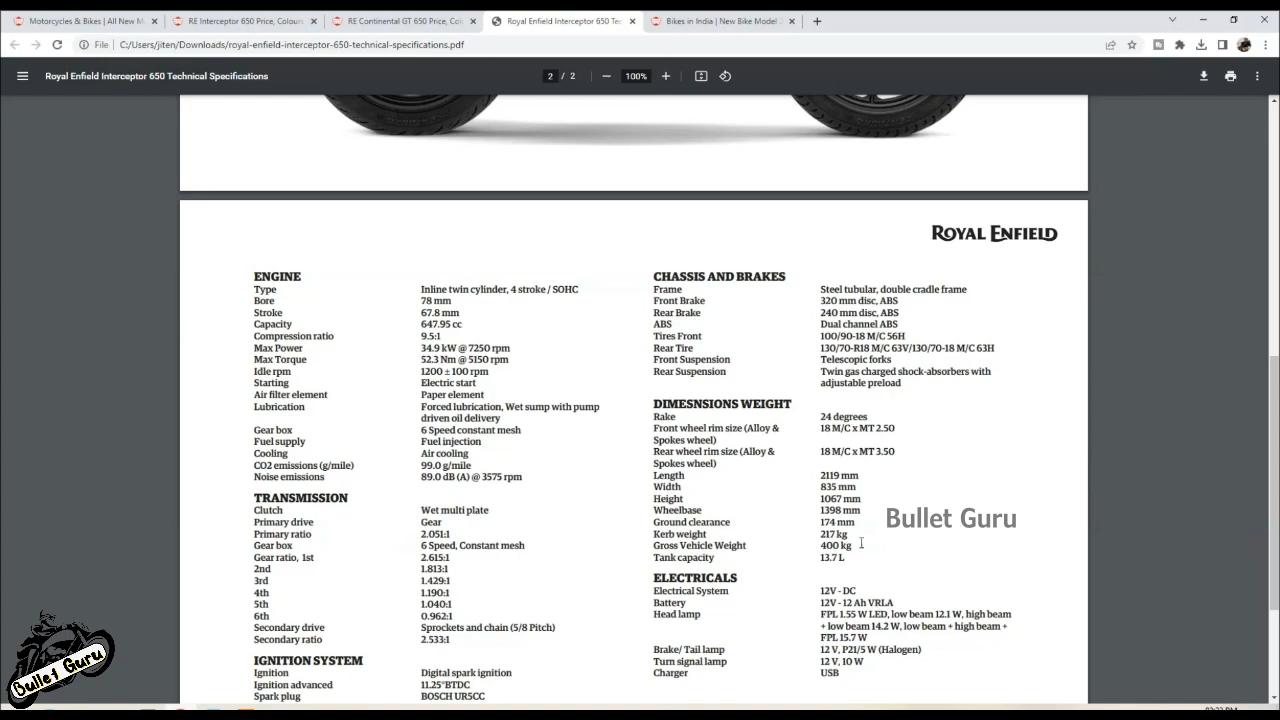 Motorcycles & Bikes | All New M
RE Interceptor 650 Price, Colours
RE Continental GT 650 Price, Col
Royal Enfield Interceptor 650 Tec
Bikes in India | New Bike Model 2
File
C:/Users/jiten/Downloads/royal-enfield-interceptor-650-technical-specifications.pdf
Royal Enfield Interceptor 650 Technical Specifications
2 / 2
100%
ROYAL ENFIELD
ENGINE
Type Inline twin cylinder, 4 stroke / SOHC
Bore 78 mm
Stroke 67.8 mm
Capacity 647.95 cc
Compression ratio 9.5:1
Max Power 34.9 kW @ 7250 rpm
Max Torque 52.3 Nm @ 5150 rpm
Idle rpm 1200 ± 100 rpm
Starting Electric start
Air filter element Paper element
Lubrication Forced lubrication, Wet sump with pump
driven oil delivery
Gear box 6 Speed constant mesh
Fuel supply Fuel injection
Cooling Air cooling
CO2 emissions (g/mile) 99.0 g/mile
Noise emissions 89.0 dB (A) @ 3575 rpm
TRANSMISSION
Clutch Wet multi plate
Primary drive Gear
Primary ratio 2.051:1
Gear box 6 Speed, Constant mesh
Gear ratio, 1st 2.615:1
2nd 1.813:1
3rd 1.429:1
4th 1.190:1
5th 1.040:1
6th 0.962:1
Secondary drive Sprockets and chain (5/8 Pitch)
Secondary ratio 2.533:1
IGNITION SYSTEM
Ignition Digital spark ignition
Ignition advanced 11.25°BTDC
Spark plug BOSCH UR5CC
CHASSIS AND BRAKES
Frame Steel tubular, double cradle frame
Front Brake 320 mm disc, ABS
Rear Brake 240 mm disc, ABS
ABS Dual channel ABS
Tires Front 100/90-18 M/C 56H
Rear Tire 130/70-R18 M/C 63V/130/70-18 M/C 63H
Front Suspension Telescopic forks
Rear Suspension Twin gas charged shock-absorbers with
adjustable preload
DIMESNSIONS WEIGHT
Rake 24 degrees
Front wheel rim size (Alloy & 18 M/C x MT 2.50
Spokes wheel)
Rear wheel rim size (Alloy & 18 M/C x MT 3.50
Spokes wheel)
Length 2119 mm
Width 835 mm
Height 1067 mm
Wheelbase 1398 mm
Ground clearance 174 mm
Kerb weight 217 kg
Gross Vehicle Weight 400 kg
Tank capacity 13.7 L
Bullet Guru
ELECTRICALS
Electrical System 12V - DC
Battery 12V - 12 Ah VRLA
Head lamp FPL 1.55 W LED, low beam 12.1 W, high beam
+ low beam 14.2 W, low beam + high beam +
FPL 15.7 W
Brake/ Tail lamp 12 V, P21/5 W (Halogen)
Turn signal lamp 12 V, 10 W
Charger USB
Bullet Guru